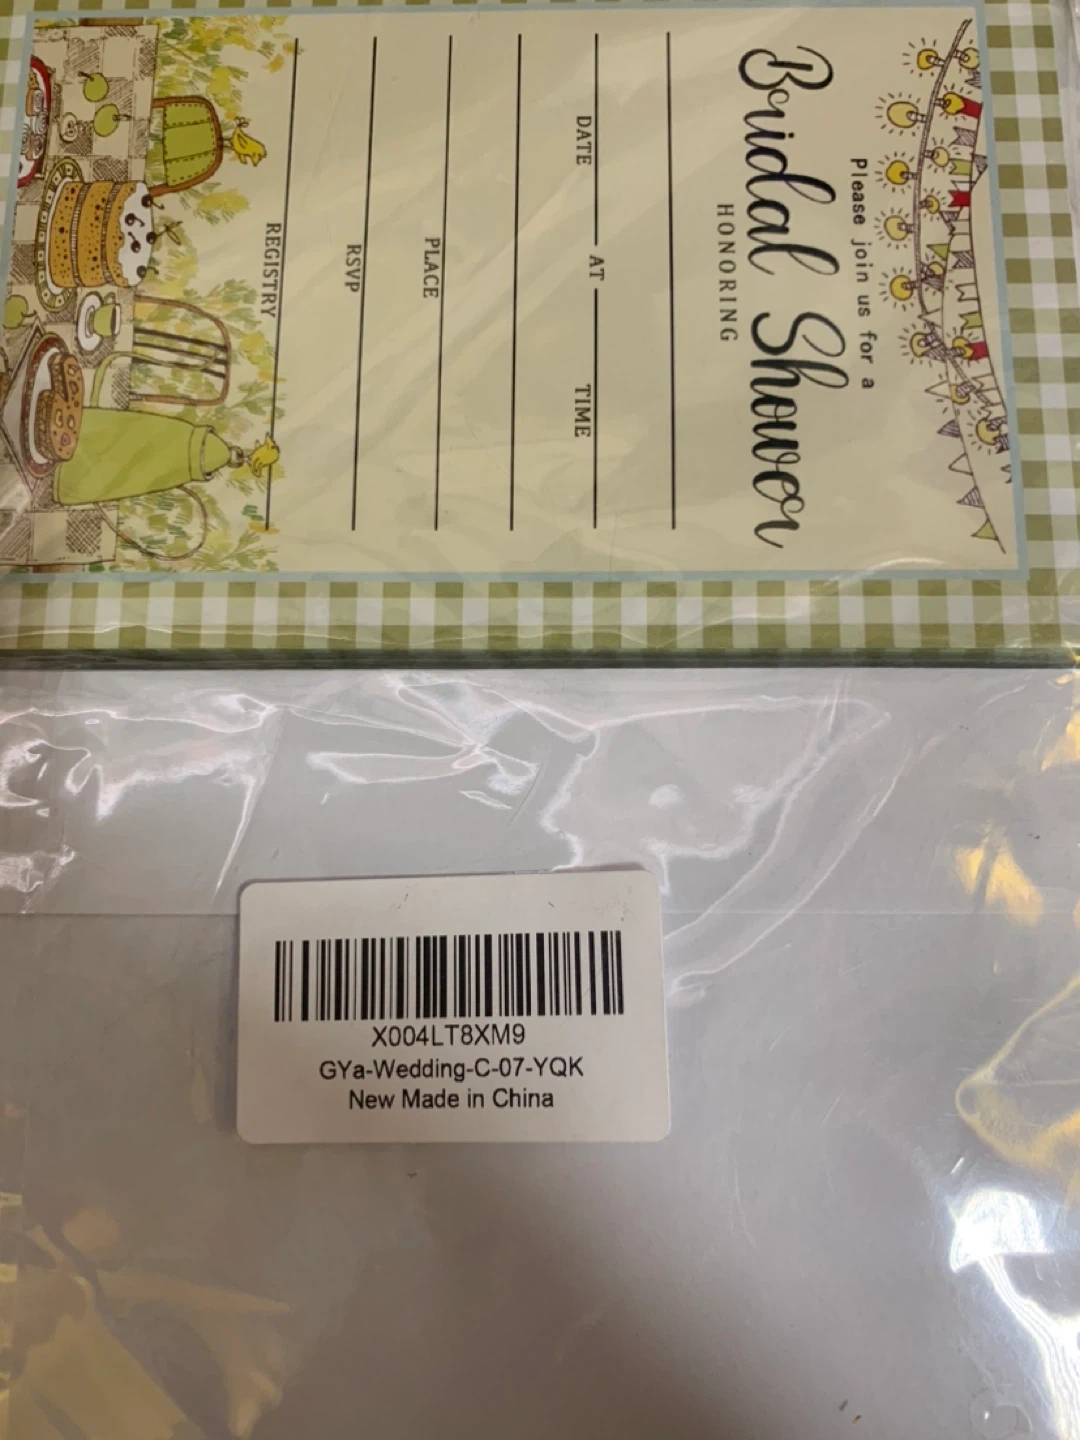 Please join us for a
Bridal Shower
HONORING
DATE AT TIME
PLACE
RSVP
REGISTRY
X004LT8XM9
GYa-Wedding-C-07-YQK
New Made in China